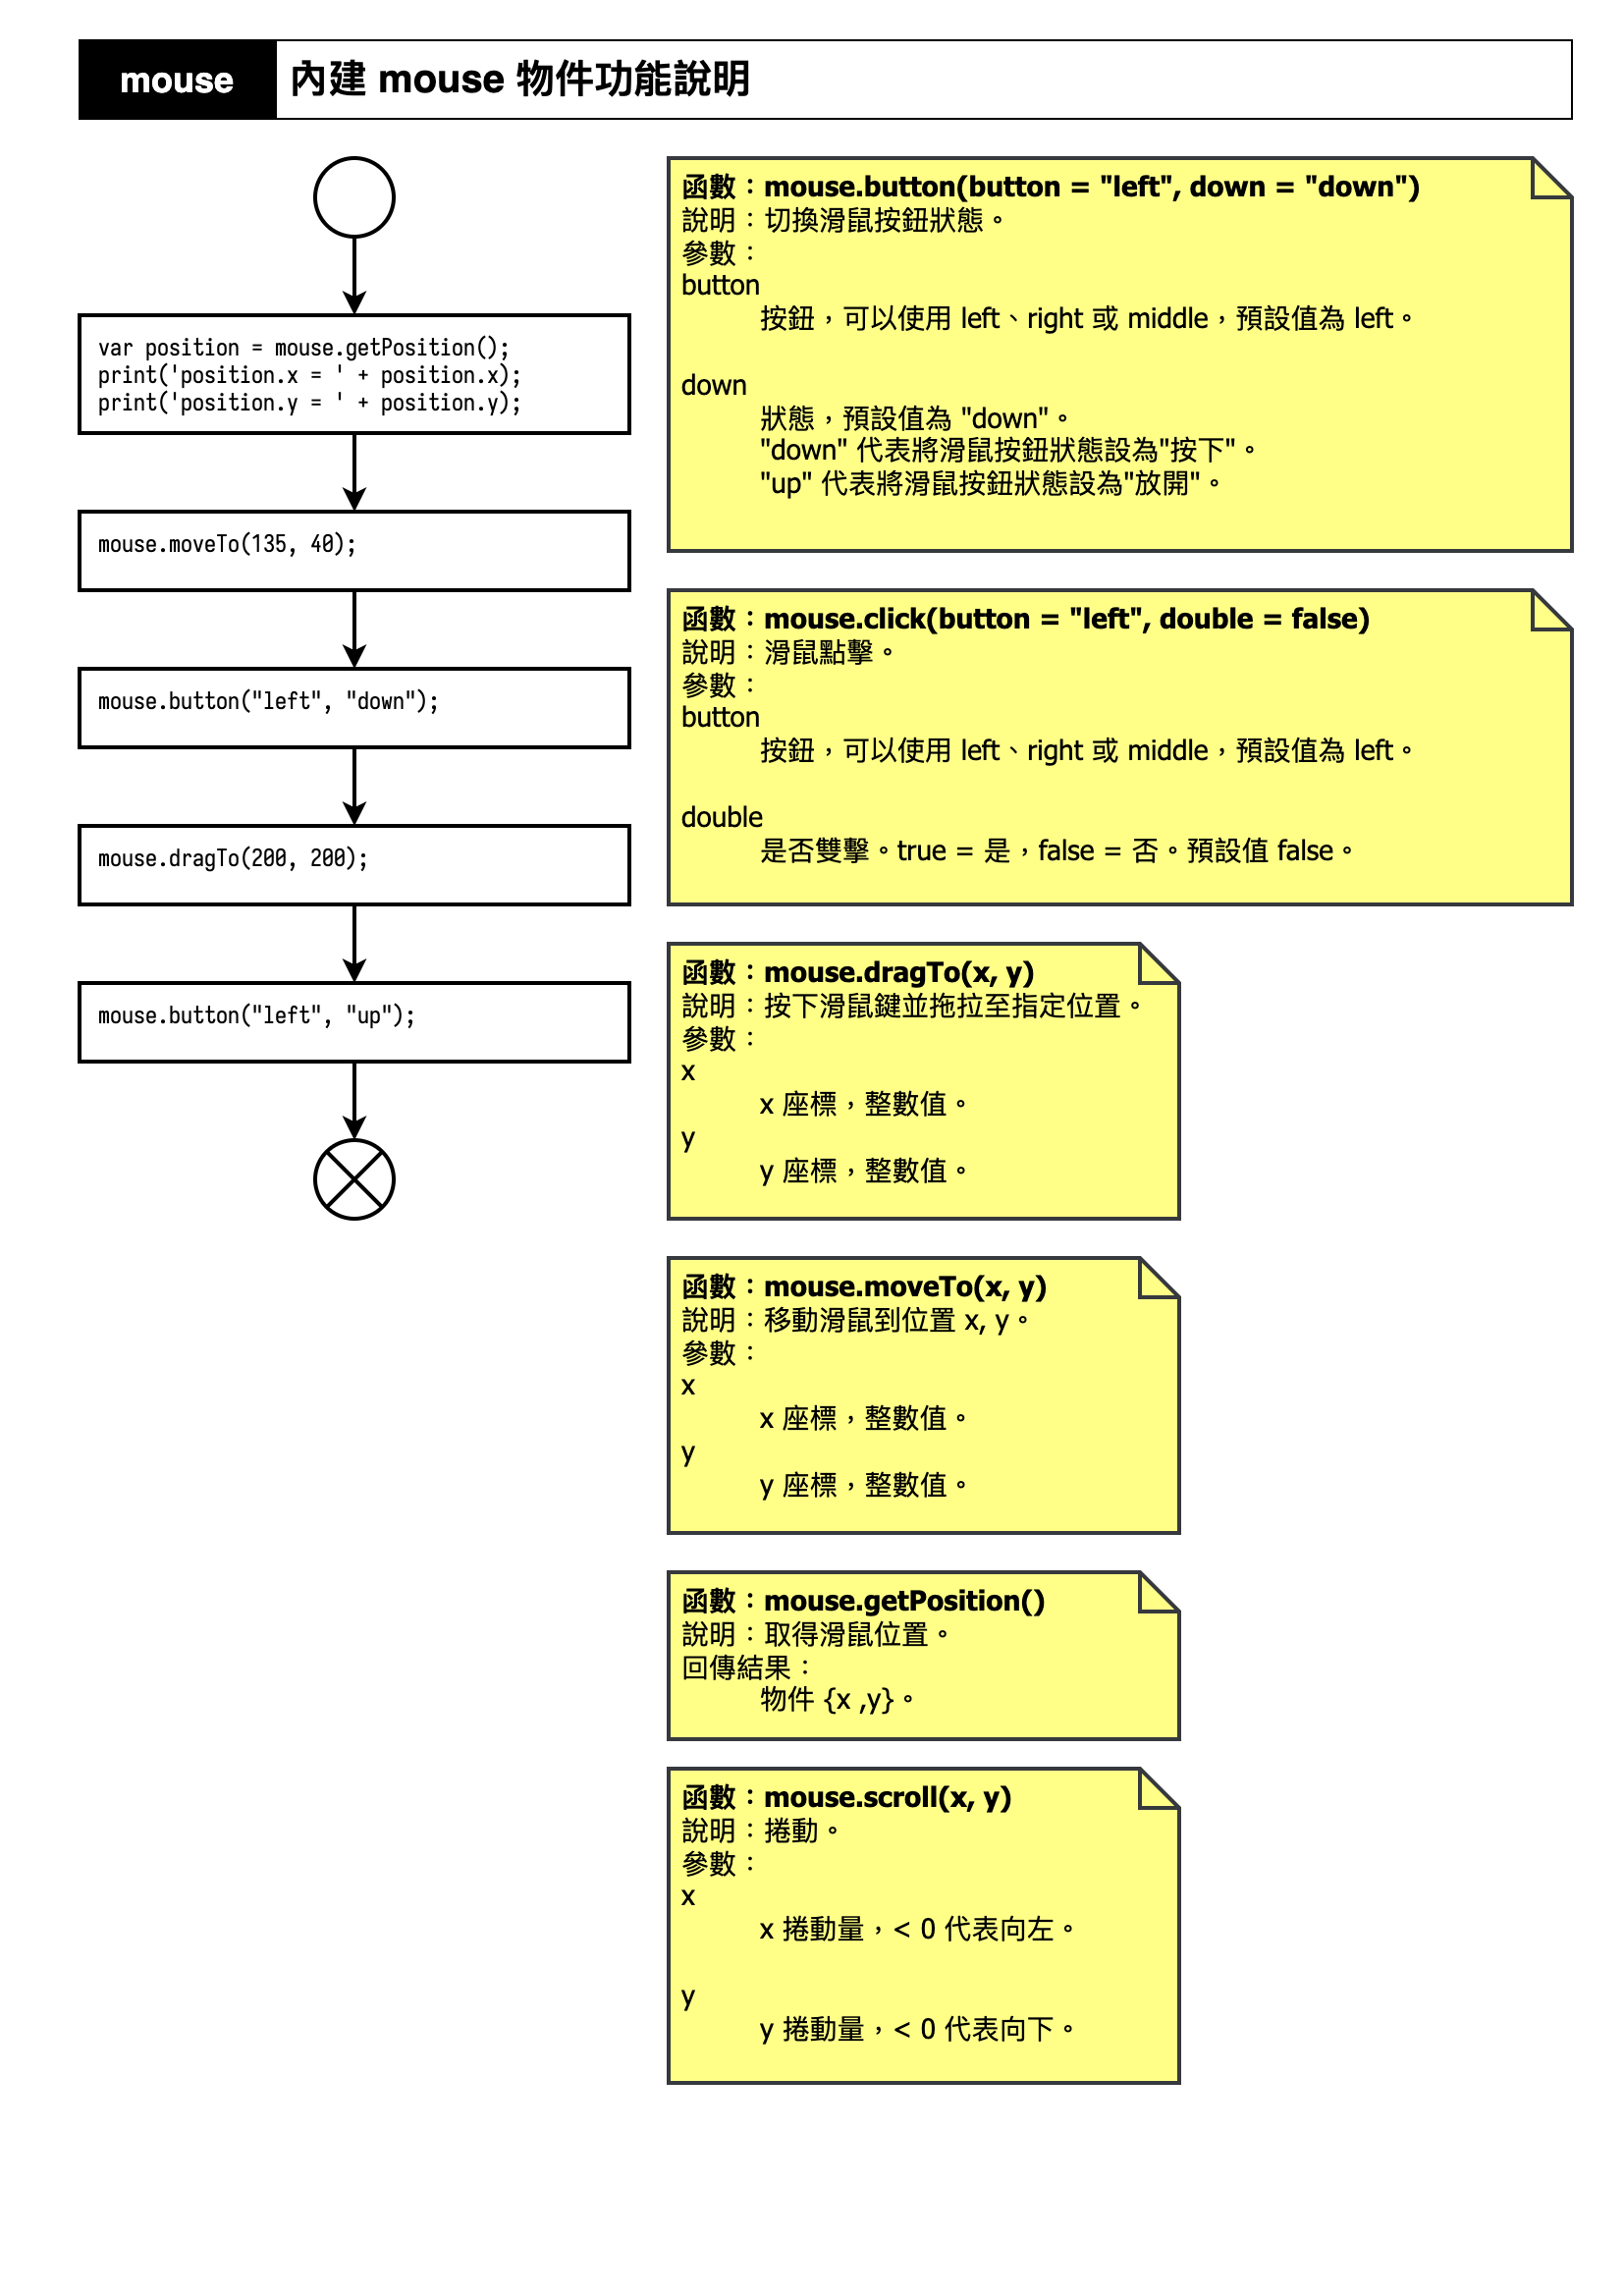 mouse
內建 mouse 物件功能說明
var position = mouse.getPosition();
print('position.x = ' + position.x);
print('position.y = ' + position.y);
mouse.moveTo(135, 40);
mouse.button("left", "down");
mouse.dragTo(200, 200);
mouse.button("left", "up");
函數：mouse.button(button = "left", down = "down")
說明：切換滑鼠按鈕狀態。
參數：
button
按鈕，可以使用 left、right 或 middle，預設值為 left。
down
狀態，預設值為 "down"。
"down" 代表將滑鼠按鈕狀態設為"按下"。
"up" 代表將滑鼠按鈕狀態設為"放開"。
函數：mouse.click(button = "left", double = false)
說明：滑鼠點擊。
參數：
button
按鈕，可以使用 left、right 或 middle，預設值為 left。
double
是否雙擊。true = 是，false = 否。預設值 false。
函數：mouse.dragTo(x, y)
說明：按下滑鼠鍵並拖拉至指定位置。
參數：
x
x 座標，整數值。
y
y 座標，整數值。
函數：mouse.moveTo(x, y)
說明：移動滑鼠到位置 x, y。
參數：
x
x 座標，整數值。
y
y 座標，整數值。
函數：mouse.getPosition()
說明：取得滑鼠位置。
回傳結果：
物件 {x ,y}。
函數：mouse.scroll(x, y)
說明：捲動。
參數：
x
x 捲動量，< 0 代表向左。
y
y 捲動量，< 0 代表向下。